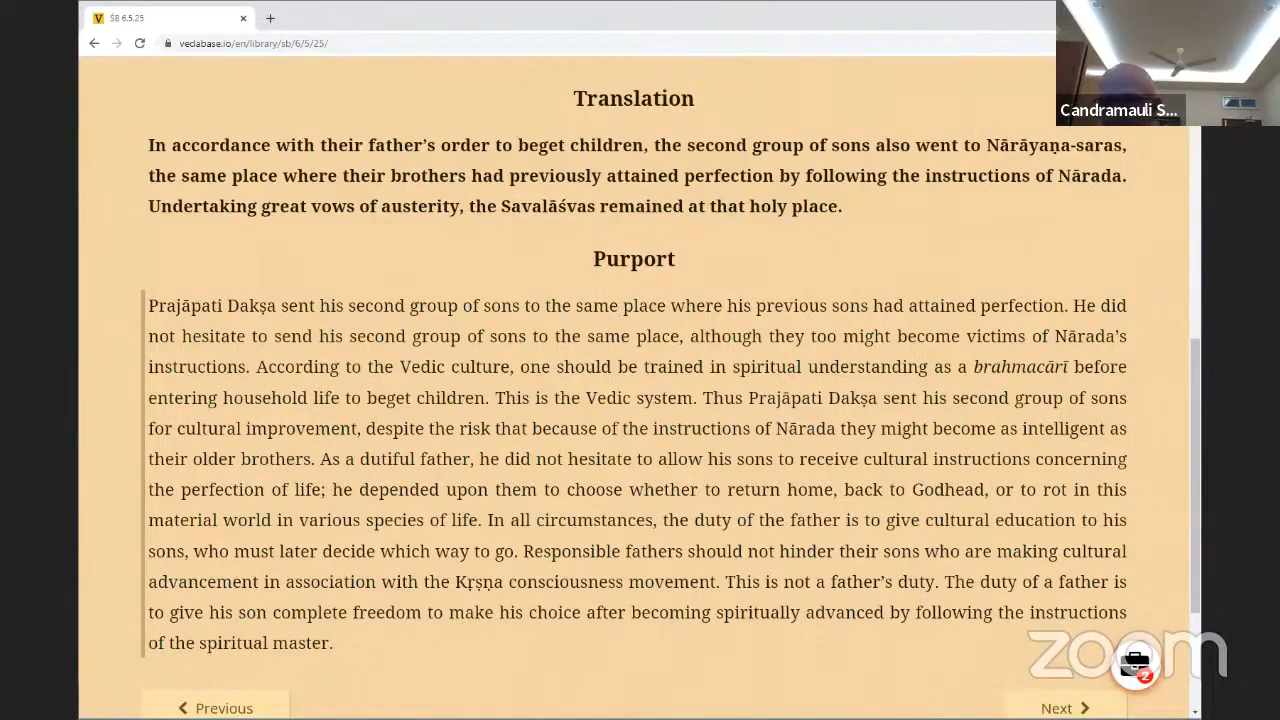 ŚB 6.5.25
vedabase.io/en/library/sb/6/5/25/
Candramauli S...
Translation
In accordance with their father’s order to beget children, the second group of sons also went to Nārāyaṇa-saras,
the same place where their brothers had previously attained perfection by following the instructions of Nārada.
Undertaking great vows of austerity, the Savalāśvas remained at that holy place.
Purport
Prajāpati Dakṣa sent his second group of sons to the same place where his previous sons had attained perfection. He did
not hesitate to send his second group of sons to the same place, although they too might become victims of Nārada’s
instructions. According to the Vedic culture, one should be trained in spiritual understanding as a brahmacārī before
entering household life to beget children. This is the Vedic system. Thus Prajāpati Dakṣa sent his second group of sons
for cultural improvement, despite the risk that because of the instructions of Nārada they might become as intelligent as
their older brothers. As a dutiful father, he did not hesitate to allow his sons to receive cultural instructions concerning
the perfection of life; he depended upon them to choose whether to return home, back to Godhead, or to rot in this
material world in various species of life. In all circumstances, the duty of the father is to give cultural education to his
sons, who must later decide which way to go. Responsible fathers should not hinder their sons who are making cultural
advancement in association with the Kṛṣṇa consciousness movement. This is not a father’s duty. The duty of a father is
to give his son complete freedom to make his choice after becoming spiritually advanced by following the instructions
of the spiritual master.
zoom
2
Previous
Next